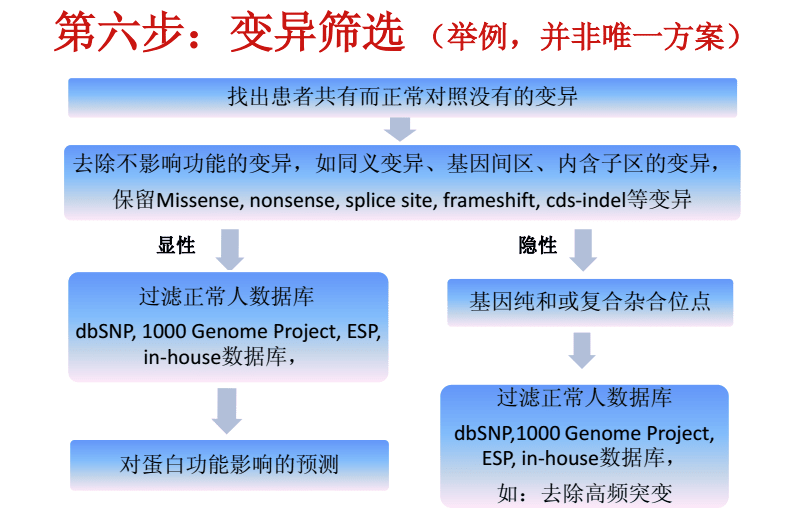 第六步：变异筛选（举例，并非唯一方案）
找出患者共有而正常对照没有的变异
去除不影响功能的变异，如同义变异、基因间区、内含子区的变异，
保留Missense, nonsense, splice site, frameshift, cds-indel等变异
显性
隐性
过滤正常人数据库
dbSNP, 1000 Genome Project, ESP,
in-house数据库，
对蛋白功能影响的预测
基因纯和或复合杂合位点
过滤正常人数据库
dbSNP,1000 Genome Project,
ESP, in-house数据库，
如：去除高频突变